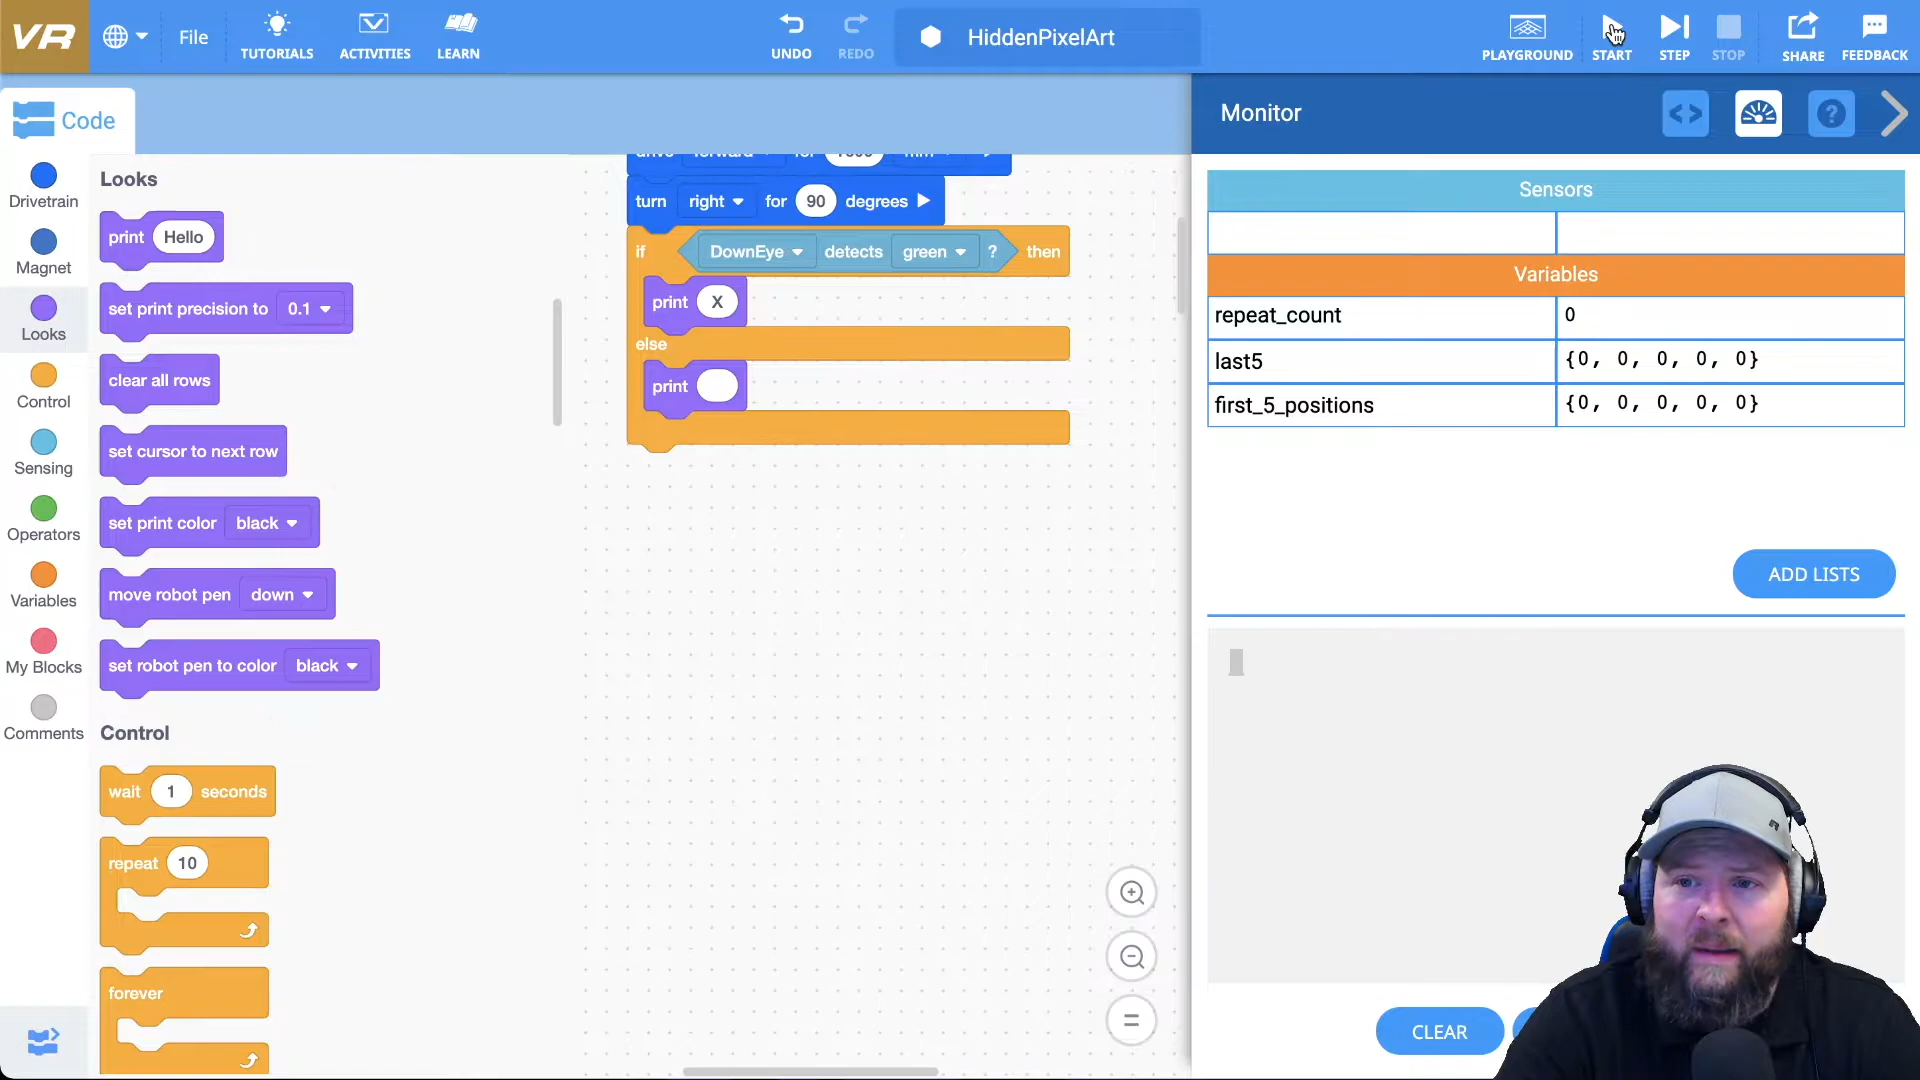 VR
File
TUTORIALS
ACTIVITIES
LEARN
UNDO
REDO
HiddenPixelArt
PLAYGROUND
START
STEP
STOP
SHARE
FEEDBACK
Code
Monitor
< >
?
Drivetrain
Magnet
Looks
Control
Sensing
Operators
Variables
My Blocks
Comments
Looks
print Hello
set print precision to 0.1
clear all rows
set cursor to next row
set print color black
move robot pen down
set robot pen to color black
Control
wait 1 seconds
repeat 10
forever
drive forward for 1000 mm
turn right for 90 degrees
if DownEye detects green ? then
print X
else
print
Sensors
Variables
repeat_count 0
last5 {0, 0, 0, 0, 0}
first_5_positions {0, 0, 0, 0, 0}
ADD LISTS
CLEAR